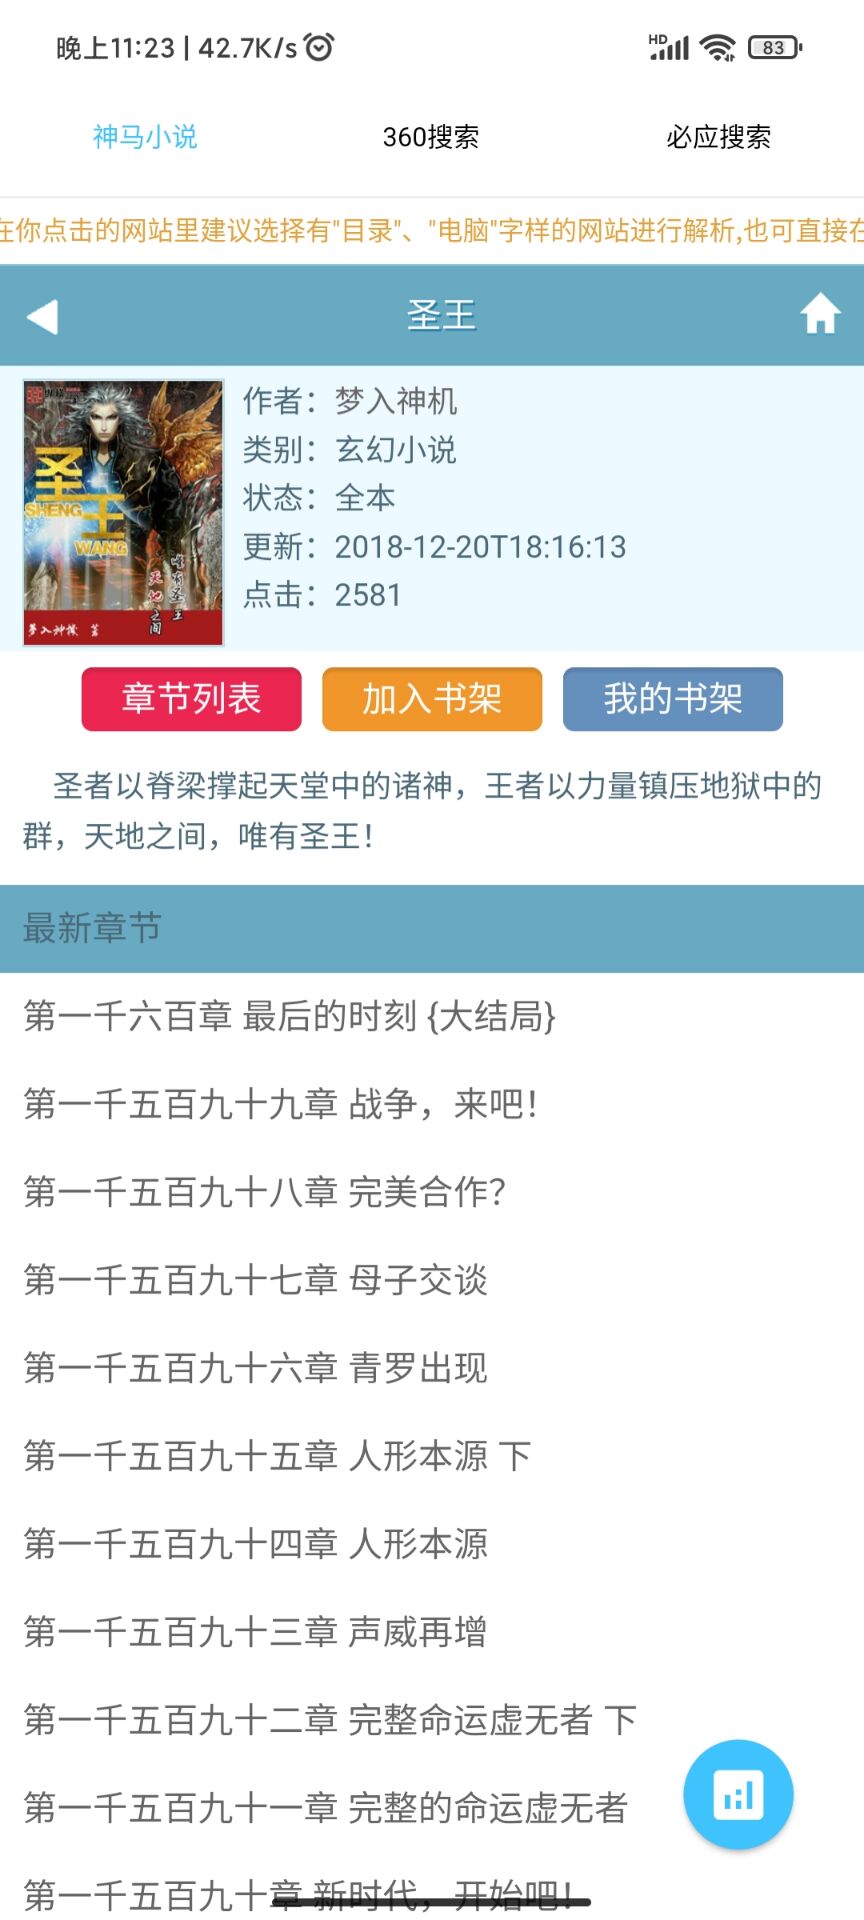 晚上11:23 | 42.7K/s
HD
83
神马小说 360搜索 必应搜索
在你点击的网站里建议选择有"目录"、"电脑"字样的网站进行解析,也可直接在
圣王
圣王
SHENG
WANG
唯有圣王
天地之间
梦入神机 著
作者：梦入神机
类别：玄幻小说
状态：全本
更新：2018-12-20T18:16:13
点击：2581
章节列表 加入书架 我的书架
圣者以脊梁撑起天堂中的诸神，王者以力量镇压地狱中的
群，天地之间，唯有圣王！
最新章节
第一千六百章 最后的时刻 {大结局}
第一千五百九十九章 战争，来吧！
第一千五百九十八章 完美合作？
第一千五百九十七章 母子交谈
第一千五百九十六章 青罗出现
第一千五百九十五章 人形本源 下
第一千五百九十四章 人形本源
第一千五百九十三章 声威再增
第一千五百九十二章 完整命运虚无者 下
第一千五百九十一章 完整的命运虚无者
第一千五百九十章 新时代，开始吧！